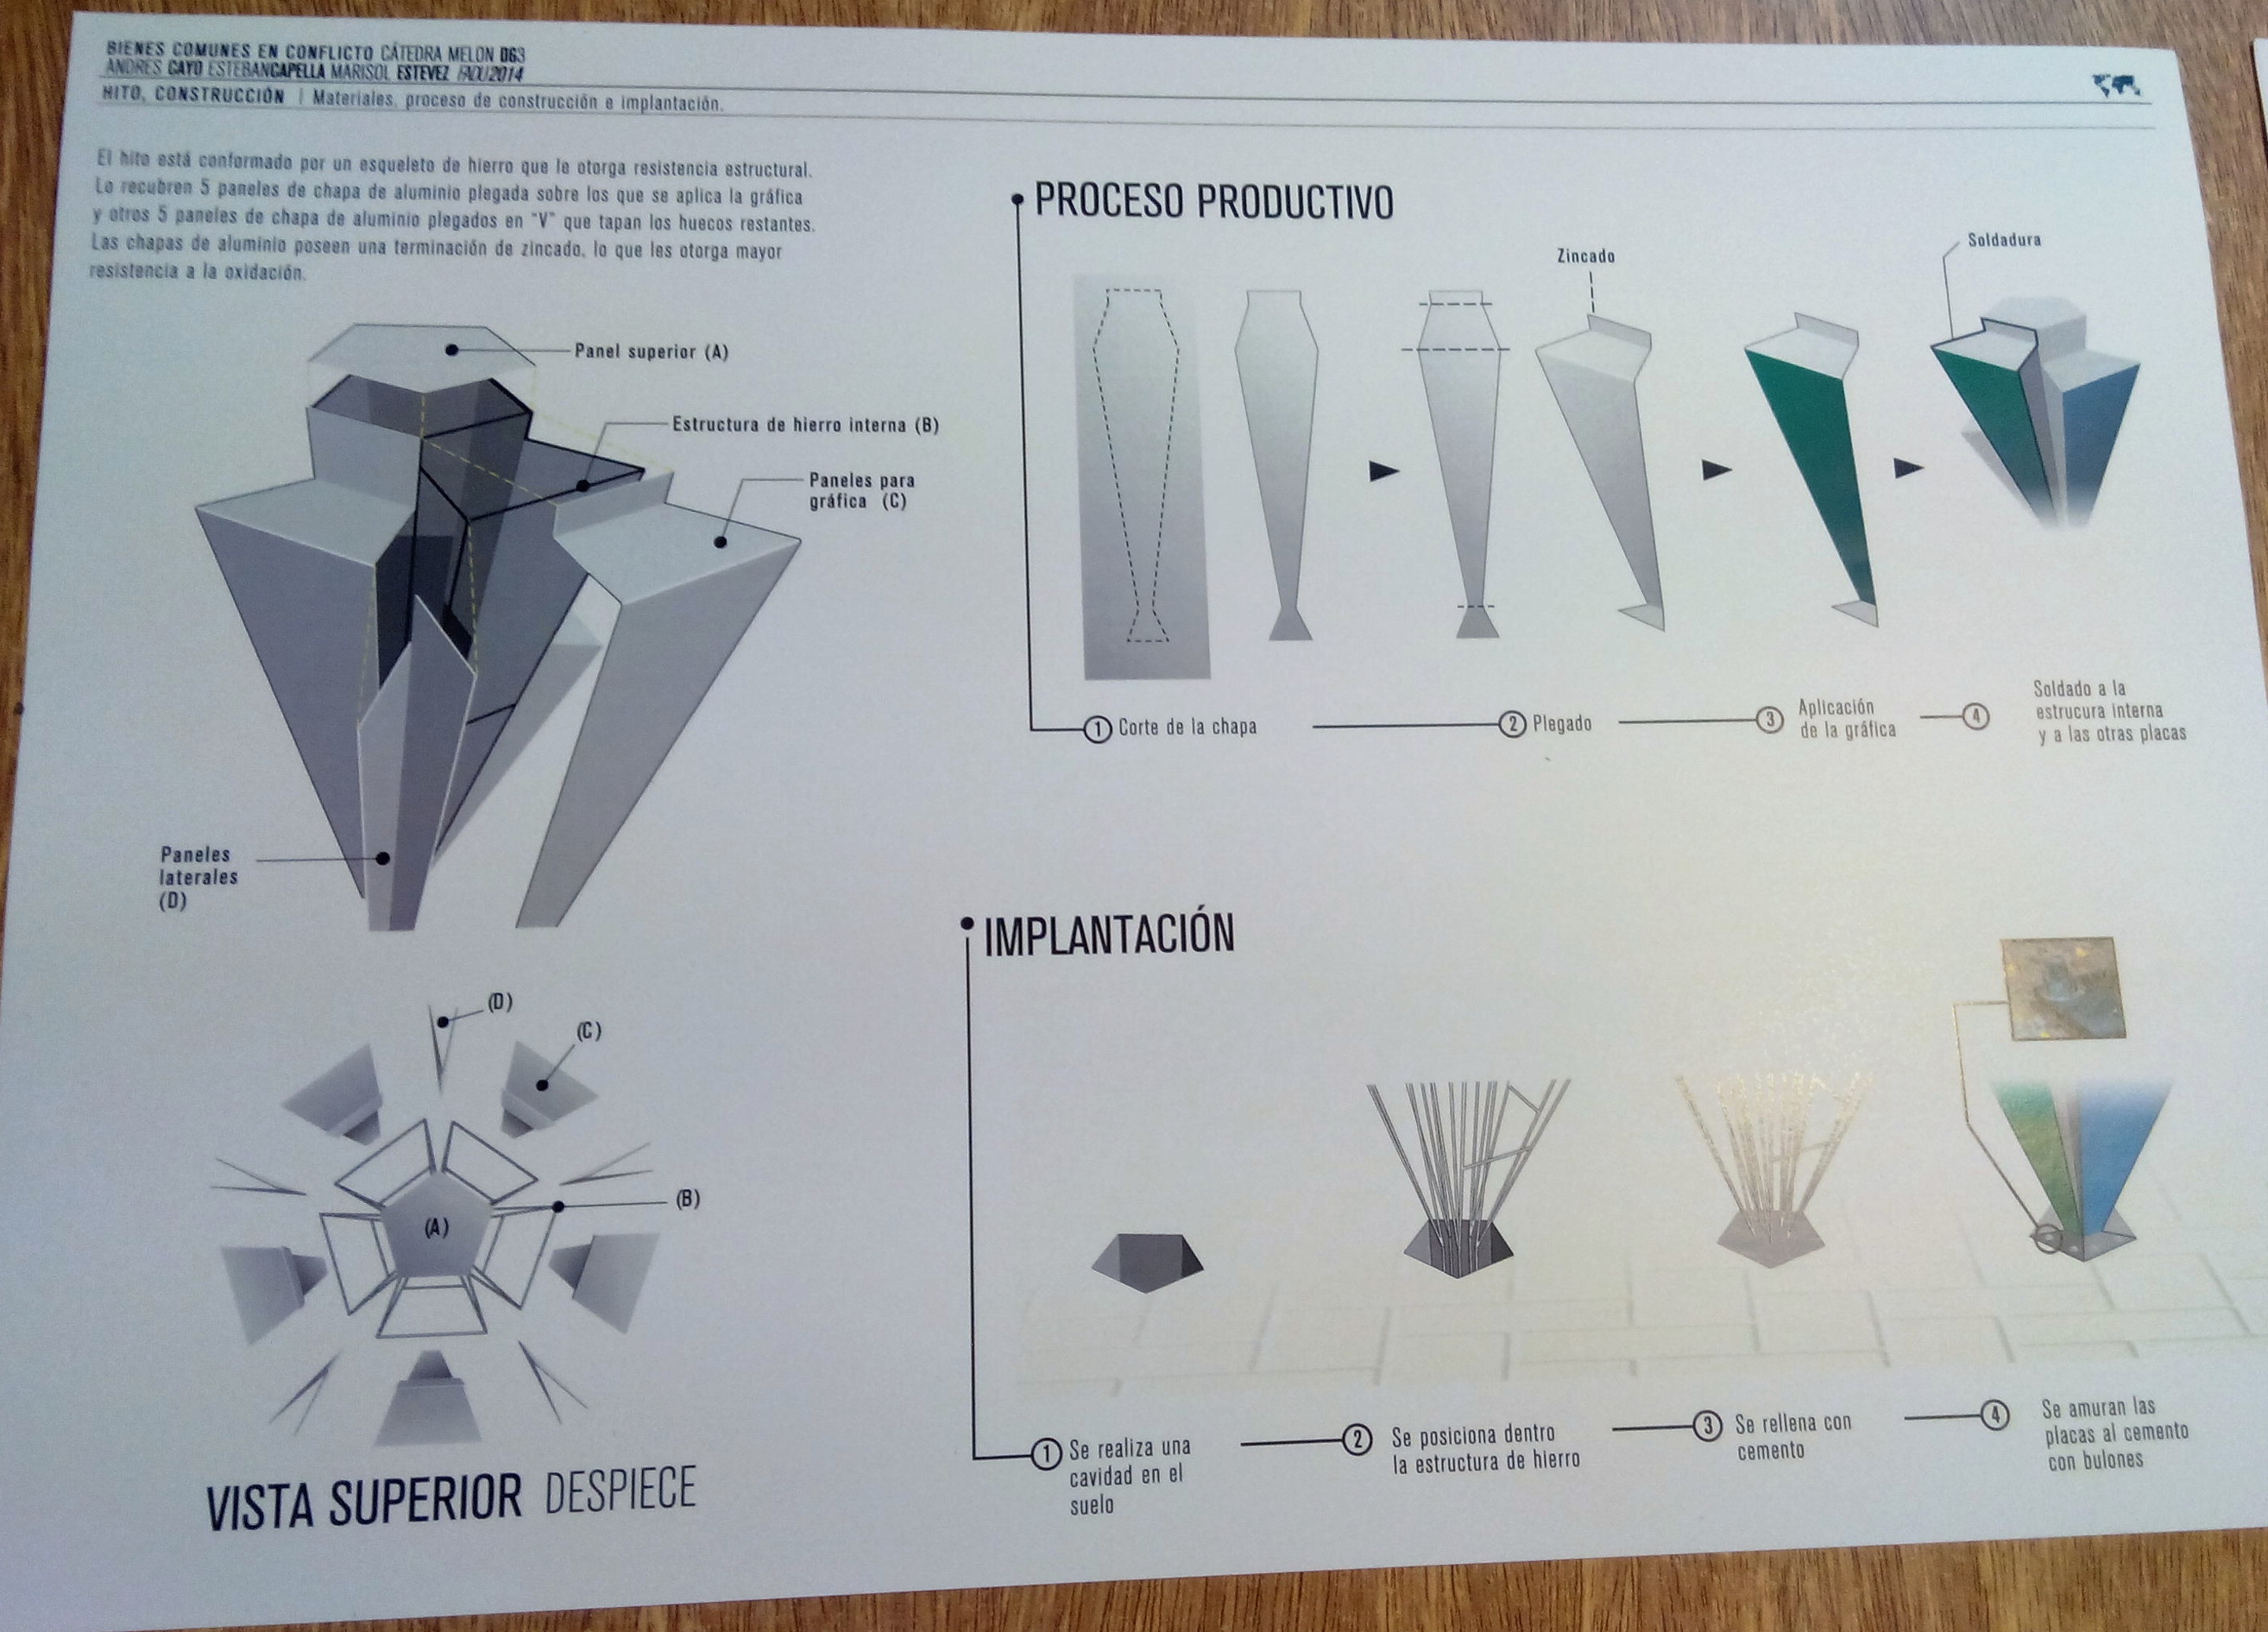 BIENES COMUNES EN CONFLICTO CÁTEDRA MELON DG3
ANDRES GAYO ESTEBANCAPELLA MARISOL ESTEVEZ FADU2014
HITO, CONSTRUCCIÓN | Materiales, proceso de construcción e implantación.
El hito está conformado por un esqueleto de hierro que le otorga resistencia estructural.
Lo recubren 5 paneles de chapa de aluminio plegada sobre los que se aplica la gráfica
y otros 5 paneles de chapa de aluminio plegados en "V" que tapan los huecos restantes.
Las chapas de aluminio poseen una terminación de zincado, lo que les otorga mayor
resistencia a la oxidación.
Panel superior (A)
Estructura de hierro interna (B)
Paneles para
gráfica (C)
Paneles
laterales
(D)
(D)
(C)
(B)
(A)
VISTA SUPERIOR DESPIECE
PROCESO PRODUCTIVO
Zincado
Soldadura
1 Corte de la chapa
2 Plegado
3 Aplicación
de la gráfica
4 Soldado a la
estrucura interna
y a las otras placas
IMPLANTACIÓN
1 Se realiza una
cavidad en el
suelo
2 Se posiciona dentro
la estructura de hierro
3 Se rellena con
cemento
4 Se amuran las
placas al cemento
con bulones